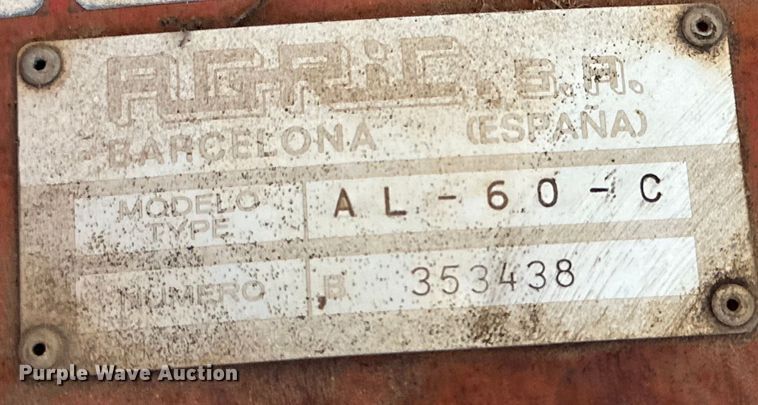 AGRIC, S.A.
BARCELONA (ESPAÑA)
MODELO AL-60-C
TYPE
NUMERO B 353438
Purple Wave Auction